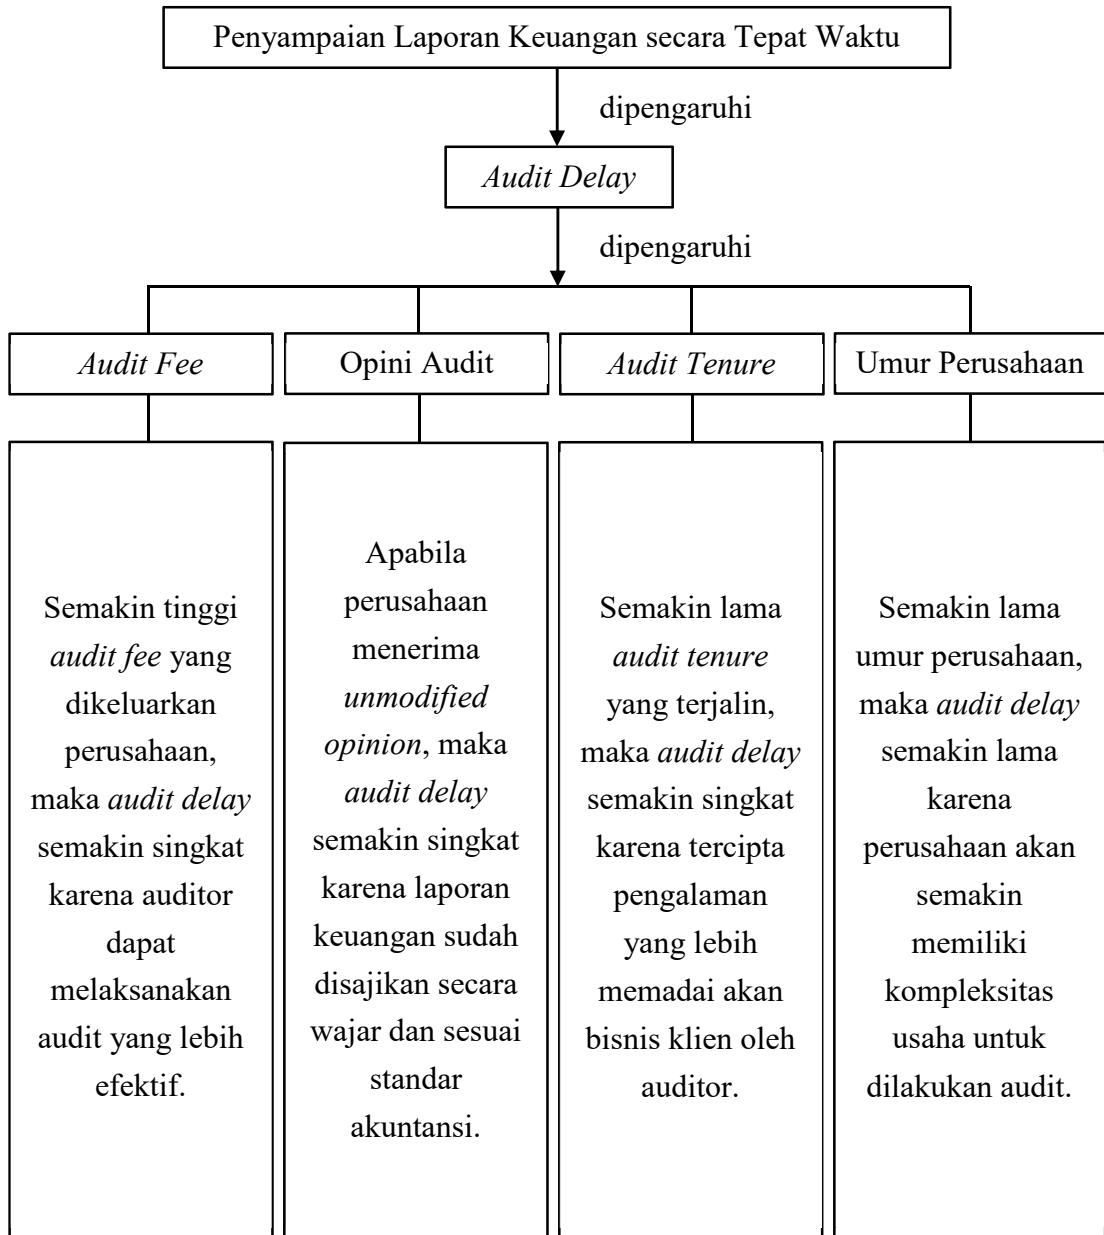 Penyampaian Laporan Keuangan secara Tepat Waktu
dipengaruhi
Audit Delay
dipengaruhi
Audit Fee
Opini Audit
Audit Tenure
Umur Perusahaan
Semakin tinggi
audit fee yang
dikeluarkan
perusahaan,
maka audit delay
semakin singkat
karena auditor
dapat
melaksanakan
audit yang lebih
efektif.
Apabila
perusahaan
menerima
unmodified
opinion, maka
audit delay
semakin singkat
karena laporan
keuangan sudah
disajikan secara
wajar dan sesuai
standar
akuntansi.
Semakin lama
audit tenure
yang terjalin,
maka audit delay
semakin singkat
karena tercipta
pengalaman
yang lebih
memadai akan
bisnis klien oleh
auditor.
Semakin lama
umur perusahaan,
maka audit delay
semakin lama
karena
perusahaan akan
semakin
memiliki
kompleksitas
usaha untuk
dilakukan audit.